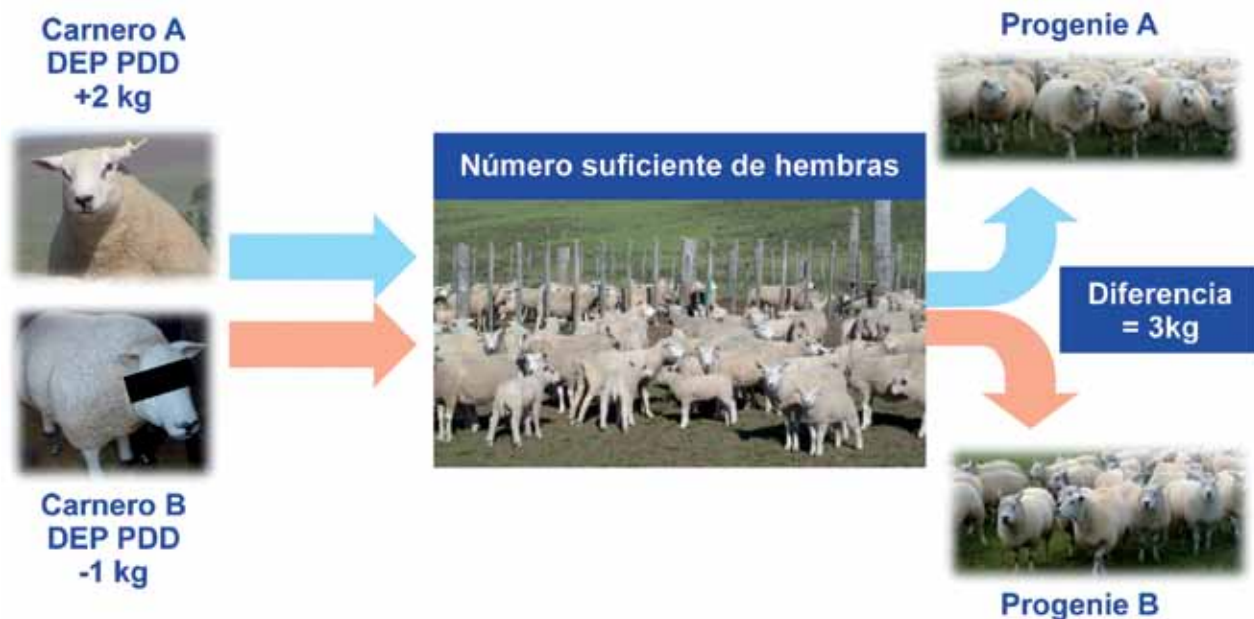 Carnero A
DEP PDD
+2 kg
Carnero B
DEP PDD
-1 kg
Número suficiente de hembras
Progenie A
Diferencia
= 3kg
Progenie B